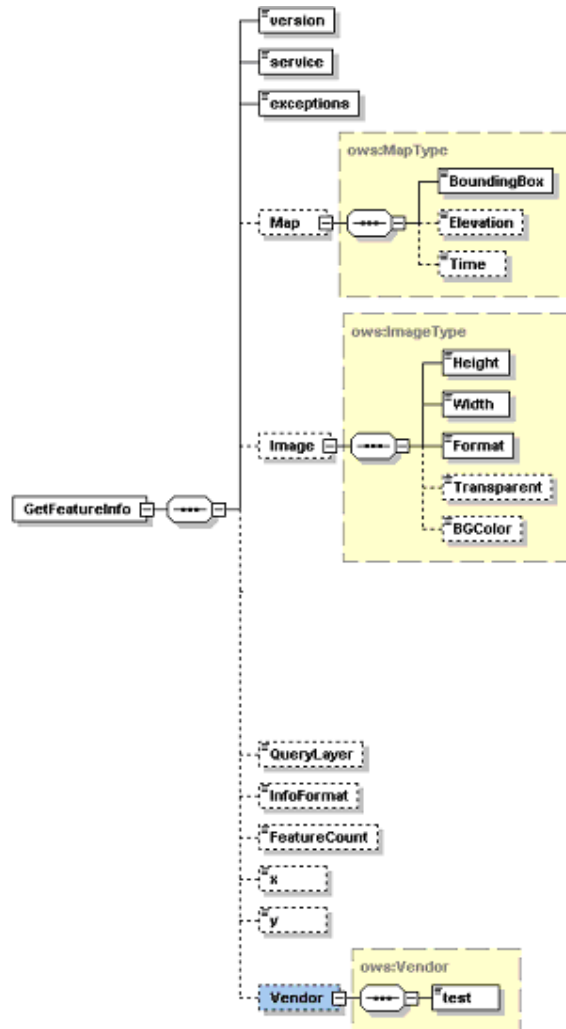 version
service
exceptions
ows:MapType
BoundingBox
Map
Elevation
Time
ows:ImageType
Height
Width
Image
Format
Transparent
GetFeatureInfo
BGColor
QueryLayer
InfoFormat
FeatureCount
x
y
ows:Vendor
Vendor
test